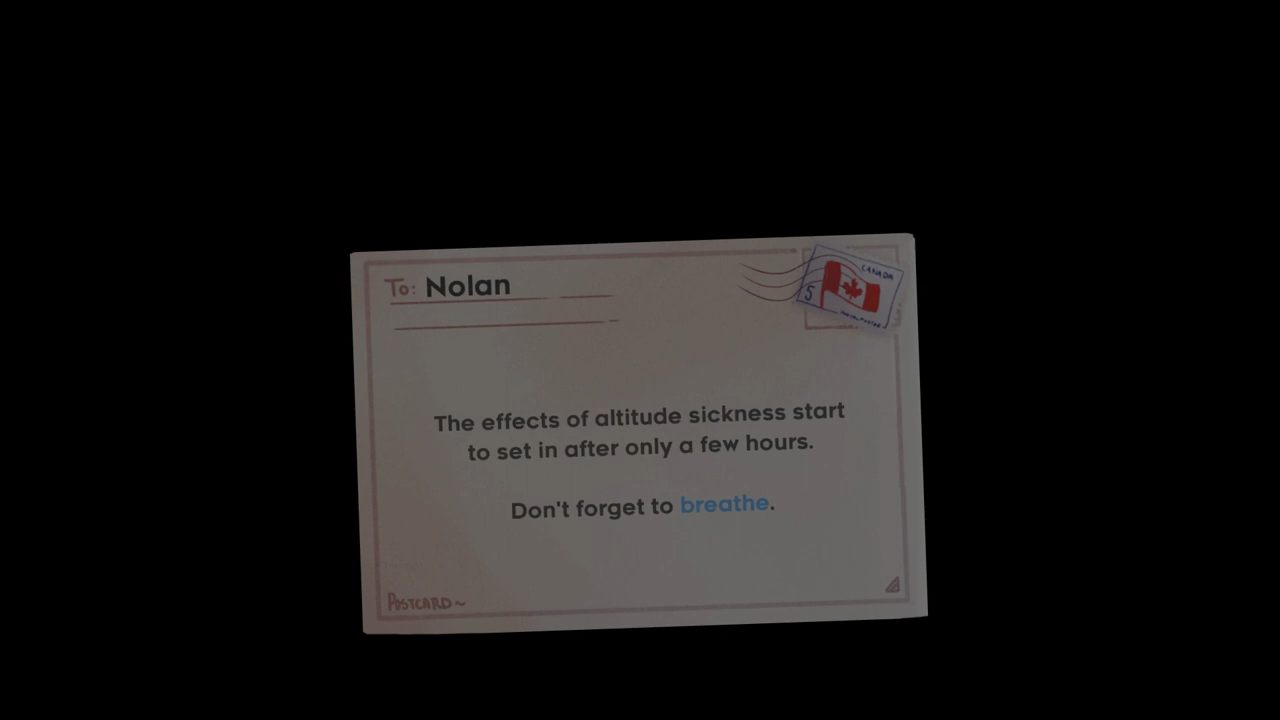 To: Nolan
CANADA
5
The effects of altitude sickness start
to set in after only a few hours.
Don't forget to breathe.
POSTCARD~